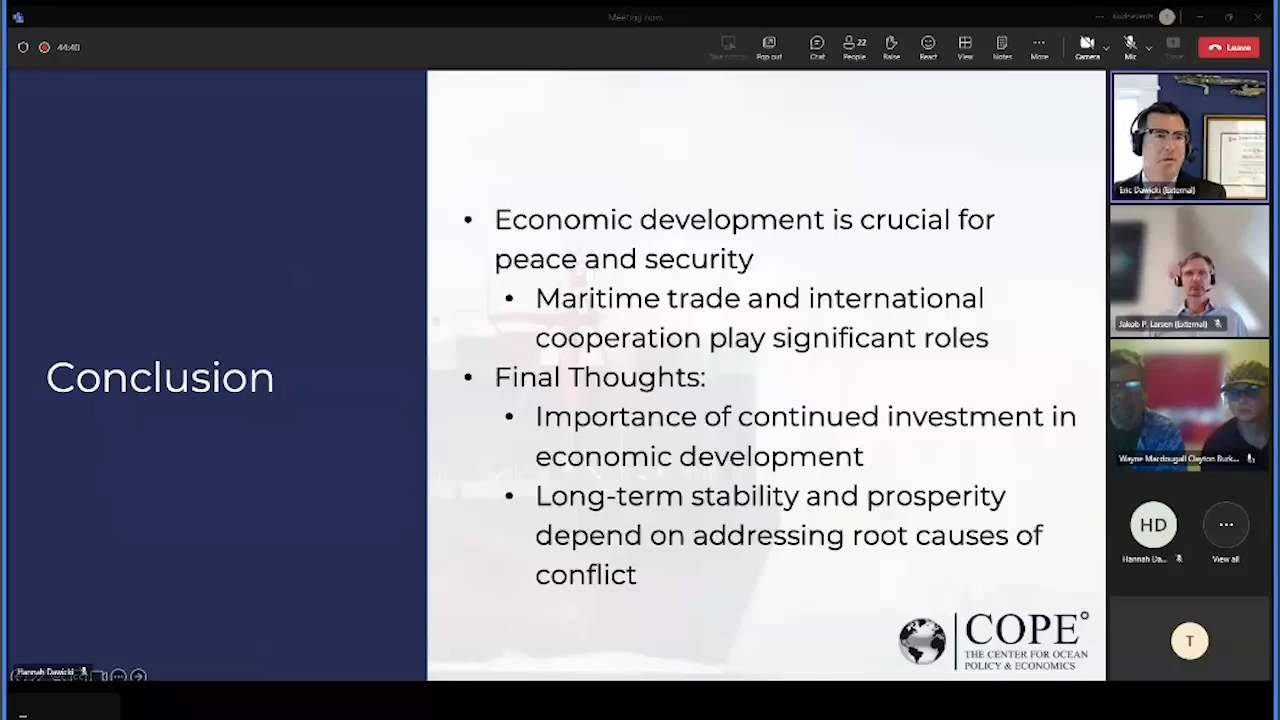 Meeting now
44:40
Pop out
Chat
22
People
Raise
React
View
Notes
More
Camera
Mic
Leave
Conclusion
• Economic development is crucial for
peace and security
• Maritime trade and international
cooperation play significant roles
• Final Thoughts:
• Importance of continued investment in
economic development
• Long-term stability and prosperity
depend on addressing root causes of
conflict
COPE°
THE CENTER FOR OCEAN
POLICY & ECONOMICS
Hannah Dawicki
Eric Dawicki (External)
Jakob P. Larsen (External)
Wayne Macdougall Clayton Burk...
HD
Hannah Da...
View all
T